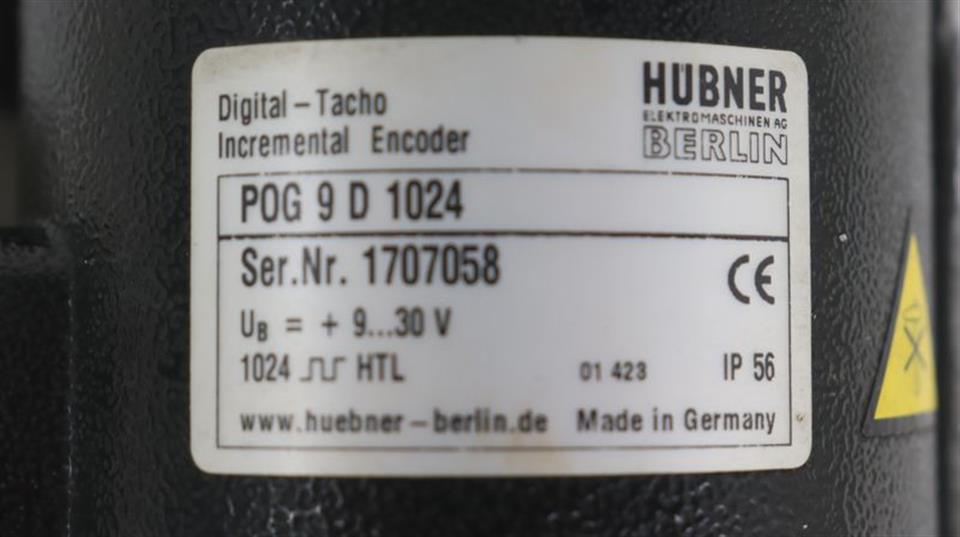 Digital – Tacho
Incremental Encoder
HÜBNER
ELEKTROMASCHINEN AG
BERLIN
POG 9 D 1024
Ser.Nr. 1707058
CE
UB = + 9...30 V
1024 HTL 01 423 IP 56
www.huebner–berlin.de Made in Germany